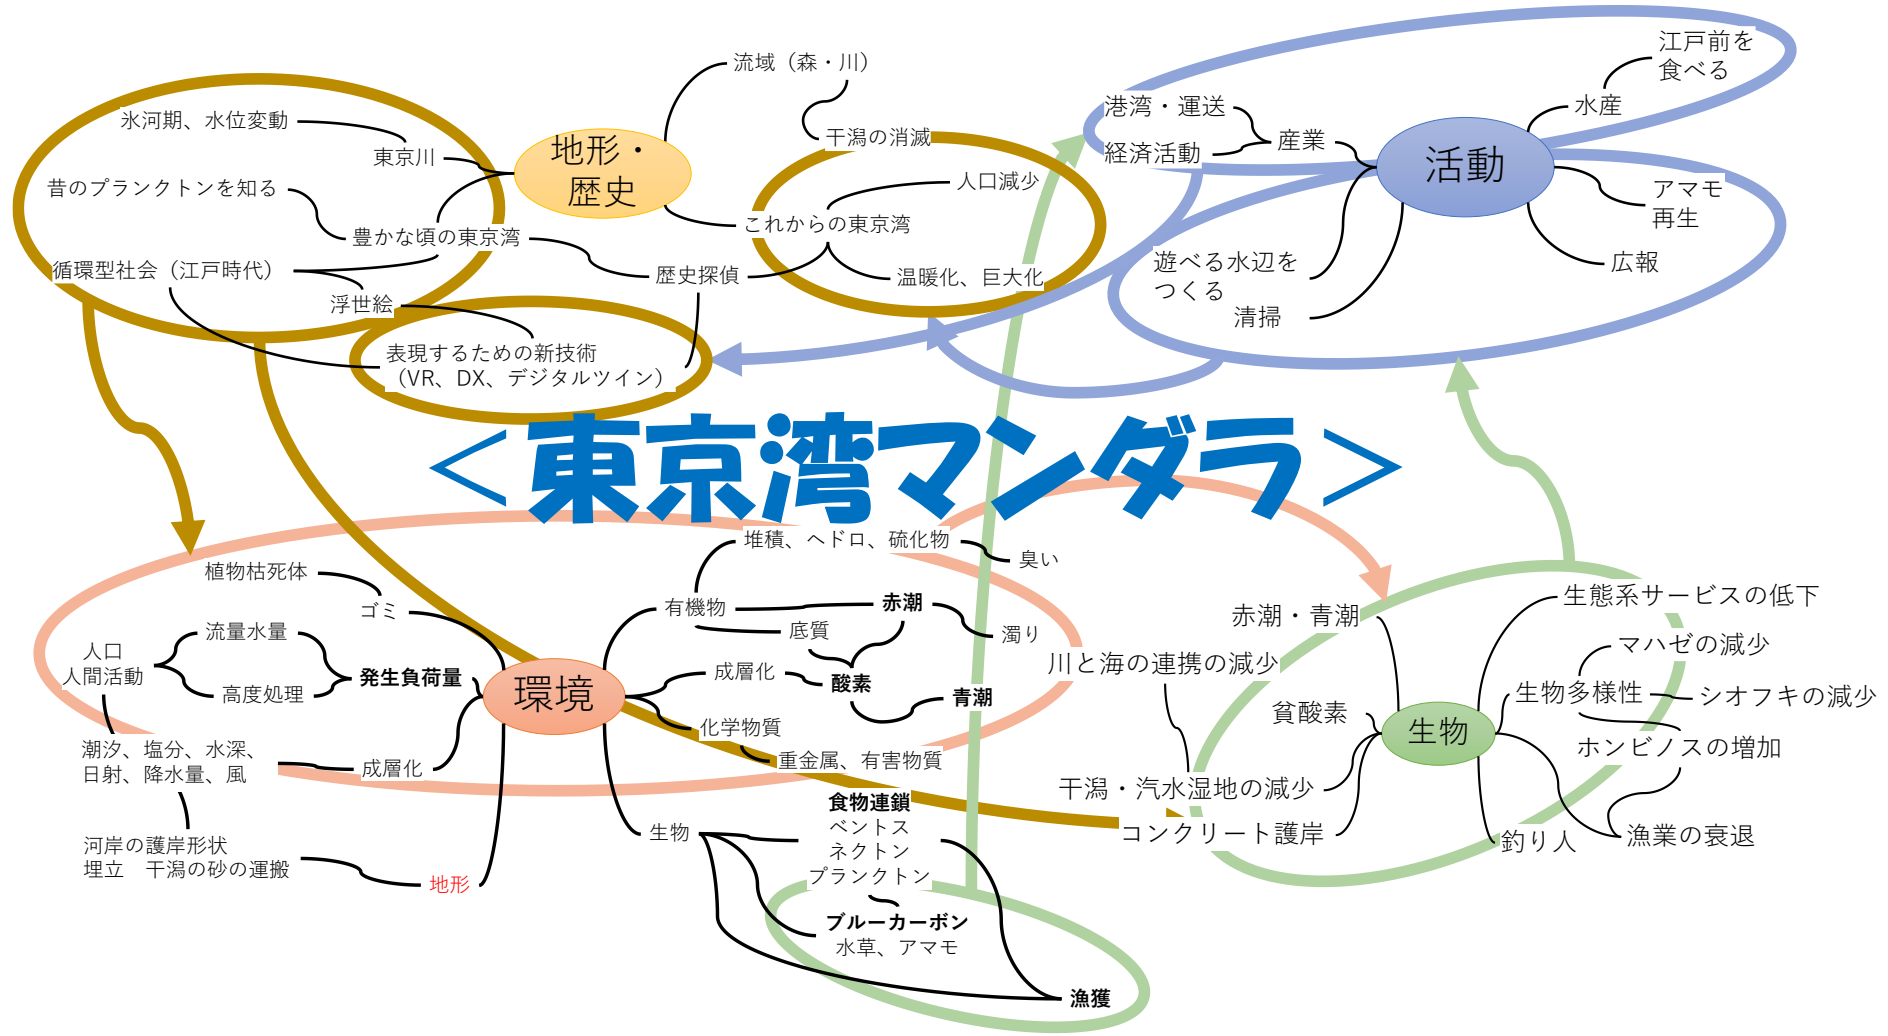 流域（森・川）
氷河期、水位変動
東京川
昔のプランクトンを知る
豊かな頃の東京湾
循環型社会（江戸時代）
浮世絵
地形・
歴史
干潟の消滅
人口減少
これからの東京湾
温暖化、巨大化
歴史探偵
表現するための新技術
（VR、DX、デジタルツイン）
江戸前を
食べる
水産
港湾・運送
経済活動
産業
活動
アマモ
再生
広報
遊べる水辺を
つくる
清掃
＜東京湾マンダラ＞
植物枯死体
ゴミ
流量水量
人口
人間活動
高度処理
発生負荷量
環境
潮汐、塩分、水深、
日射、降水量、風
成層化
河岸の護岸形状
埋立　干潟の砂の運搬
地形
堆積、ヘドロ、硫化物
臭い
有機物
赤潮
底質
濁り
成層化
酸素
青潮
化学物質
重金属、有害物質
生物
食物連鎖
ベントス
ネクトン
プランクトン
ブルーカーボン
水草、アマモ
漁獲
赤潮・青潮
川と海の連携の減少
貧酸素
干潟・汽水湿地の減少
コンクリート護岸
生物
生態系サービスの低下
マハゼの減少
生物多様性
シオフキの減少
ホンビノスの増加
釣り人
漁業の衰退